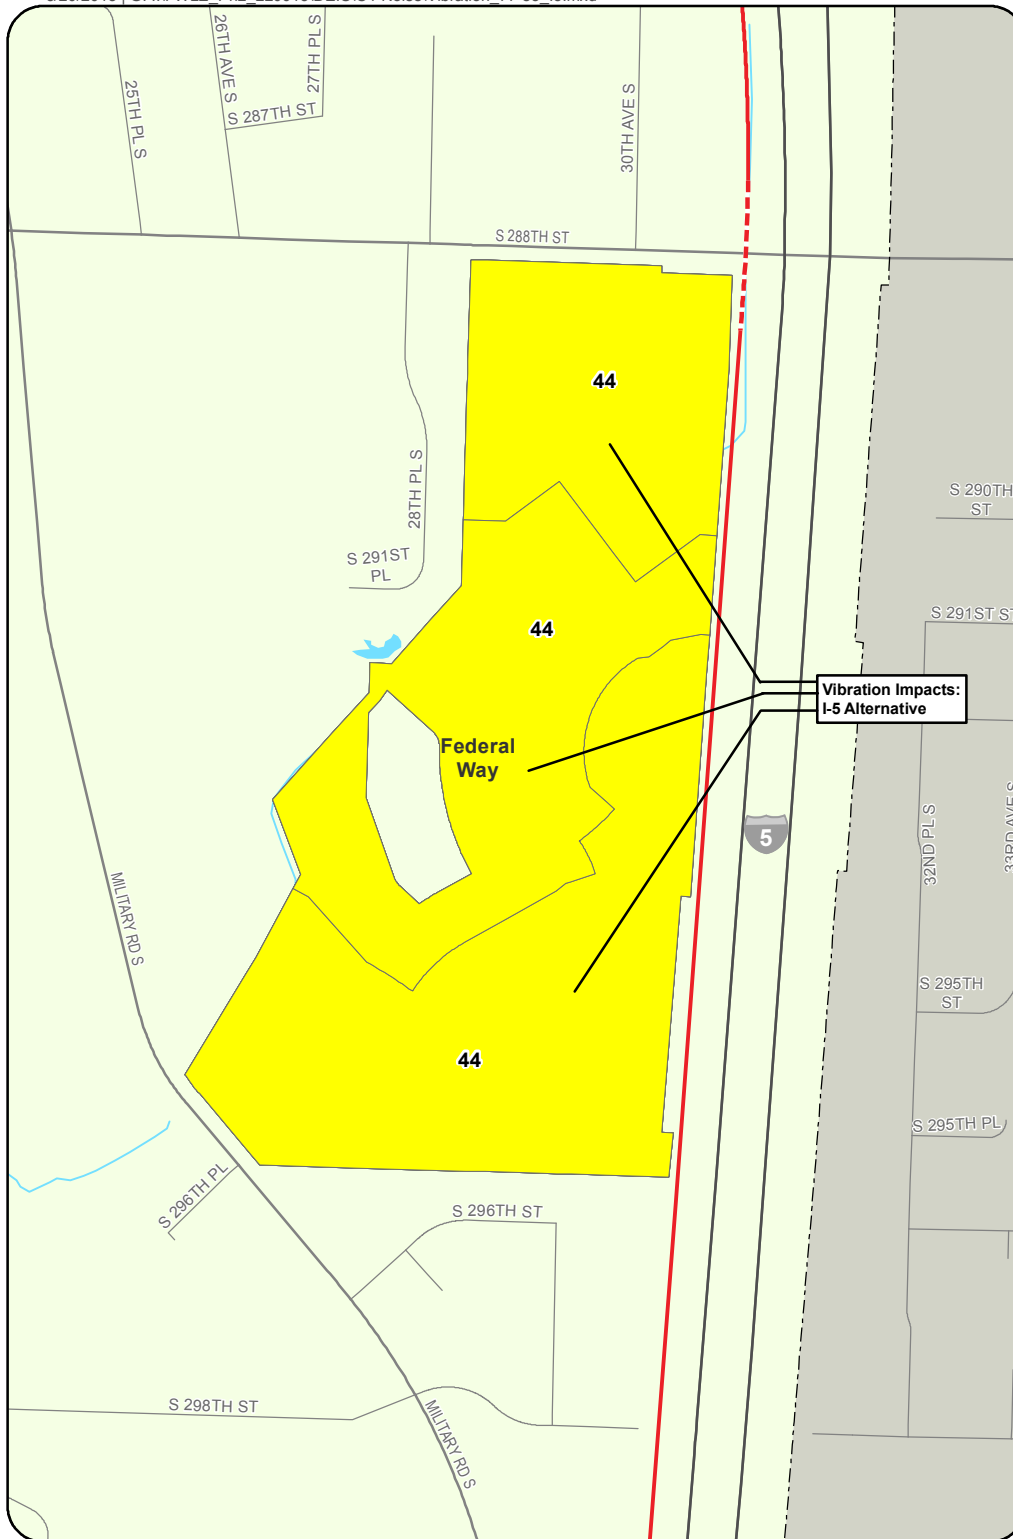 26TH AVE S
27TH PL S
25TH PL S
S 287TH ST
30TH AVE S
S 288TH ST
44
28TH PL S
S 290TH
ST
S 291ST
PL
S 291ST ST
44
Vibration Impacts:
I-5 Alternative
Federal
Way
5
32ND PL S
33RD AVE S
MILITARY RD S
S 295TH
ST
44
S 295TH PL
S 296TH PL
S 296TH ST
S 298TH ST
MILITARY RD S